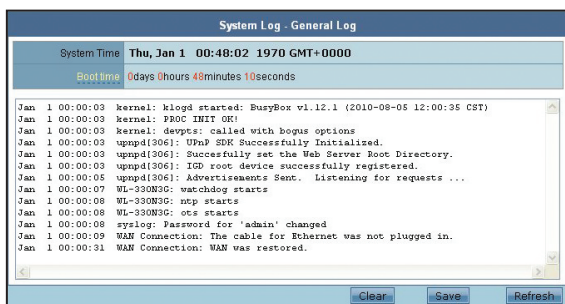 System Log - General Log
System Time Thu, Jan 1 00:48:02 1970 GMT+0000
Boot time 0days 0hours 48minutes 10seconds
Jan 1 00:00:03 kernel: klogd started: BusyBox v1.12.1 (2010-08-05 12:00:35 CST)
Jan 1 00:00:03 kernel: PROC INIT OK!
Jan 1 00:00:03 kernel: devpts: called with bogus options
Jan 1 00:00:03 upnpd[306]: UPnP SDK Successfully Initialized.
Jan 1 00:00:03 upnpd[306]: Succesfully set the Web Server Root Directory.
Jan 1 00:00:03 upnpd[306]: IGD root device successfully registered.
Jan 1 00:00:05 upnpd[306]: Advertisements Sent. Listening for requests ...
Jan 1 00:00:07 WL-330N3G: watchdog starts
Jan 1 00:00:08 WL-330N3G: ntp starts
Jan 1 00:00:08 WL-330N3G: ots starts
Jan 1 00:00:08 syslog: Password for 'admin' changed
Jan 1 00:00:09 WAN Connection: The cable for Ethernet was not plugged in.
Jan 1 00:00:31 WAN Connection: WAN was restored.
Clear Save Refresh